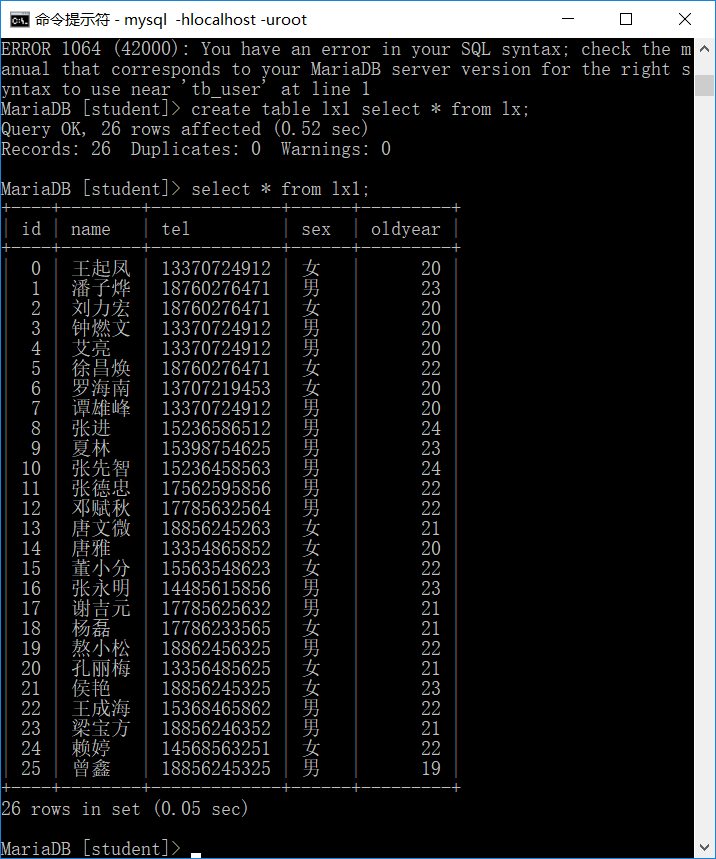 命令提示符 - mysql -hlocalhost -uroot
ERROR 1064 (42000): You have an error in your SQL syntax; check the m
anual that corresponds to your MariaDB server version for the right s
yntax to use near 'tb_user' at line 1
MariaDB [student]> create table lx1 select * from lx;
Query OK, 26 rows affected (0.52 sec)
Records: 26  Duplicates: 0  Warnings: 0
MariaDB [student]> select * from lx1;
+----+--------+-------------+------+---------+
| id | name   | tel         | sex  | oldyear |
+----+--------+-------------+------+---------+
|  0 | 王起凤 | 13370724912 | 女   |      20 |
|  1 | 潘子烨 | 18760276471 | 男   |      23 |
|  2 | 刘力宏 | 18760276471 | 女   |      20 |
|  3 | 钟燃文 | 13370724912 | 男   |      20 |
|  4 | 艾亮   | 13370724912 | 男   |      20 |
|  5 | 徐昌焕 | 18760276471 | 女   |      22 |
|  6 | 罗海南 | 13707219453 | 女   |      20 |
|  7 | 谭雄峰 | 13370724912 | 男   |      20 |
|  8 | 张进   | 15236586512 | 男   |      24 |
|  9 | 夏林   | 15398754625 | 男   |      23 |
| 10 | 张先智 | 15236458563 | 男   |      24 |
| 11 | 张德忠 | 17562595856 | 男   |      22 |
| 12 | 邓赋秋 | 17785632564 | 男   |      22 |
| 13 | 唐文微 | 18856245263 | 女   |      21 |
| 14 | 唐雅   | 13354865852 | 女   |      20 |
| 15 | 董小分 | 15563548623 | 女   |      22 |
| 16 | 张永明 | 14485615856 | 男   |      23 |
| 17 | 谢吉元 | 17785625632 | 男   |      21 |
| 18 | 杨磊   | 17786233565 | 女   |      21 |
| 19 | 熬小松 | 18862456325 | 男   |      22 |
| 20 | 孔丽梅 | 13356485625 | 女   |      21 |
| 21 | 侯艳   | 18856245325 | 女   |      23 |
| 22 | 王成海 | 15368465862 | 男   |      22 |
| 23 | 梁宝方 | 18856246352 | 男   |      21 |
| 24 | 赖婷   | 14568563251 | 女   |      22 |
| 25 | 曾鑫   | 18856245325 | 男   |      19 |
+----+--------+-------------+------+---------+
26 rows in set (0.05 sec)
MariaDB [student]>